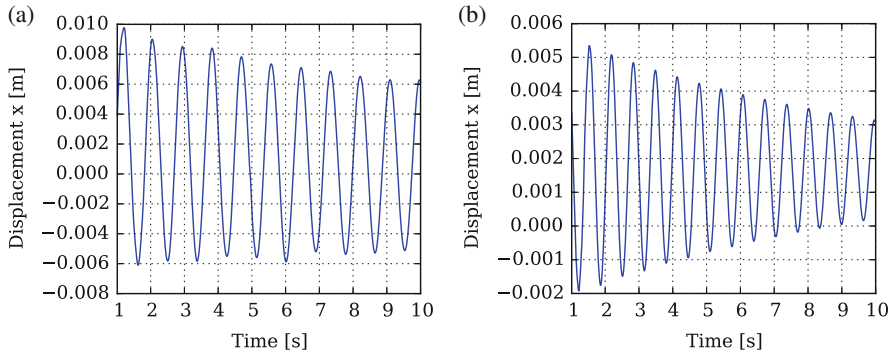 (a)
0.010
0.008
0.006
0.004
0.002
0.000
−0.002
−0.004
−0.006
−0.008
Displacement x [m]
1 2 3 4 5 6 7 8 9 10
Time [s]
(b)
0.006
0.005
0.004
0.003
0.002
0.001
0.000
−0.001
−0.002
Displacement x [m]
1 2 3 4 5 6 7 8 9 10
Time [s]